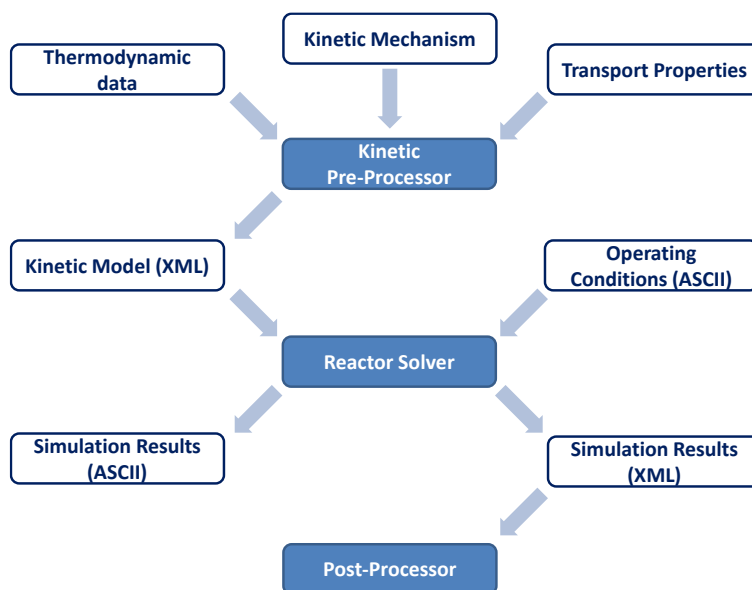 Kinetic Mechanism
Thermodynamic
data
Transport Properties
Kinetic
Pre-Processor
Kinetic Model (XML)
Operating
Conditions (ASCII)
Reactor Solver
Simulation Results
(ASCII)
Simulation Results
(XML)
Post-Processor